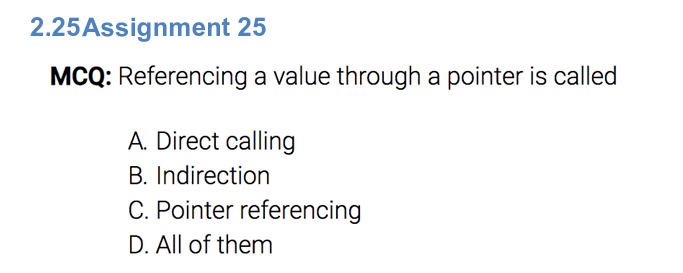 2.25Assignment 25
MCQ: Referencing a value through a pointer is called
A. Direct calling
B. Indirection
C. Pointer referencing
D. All of them